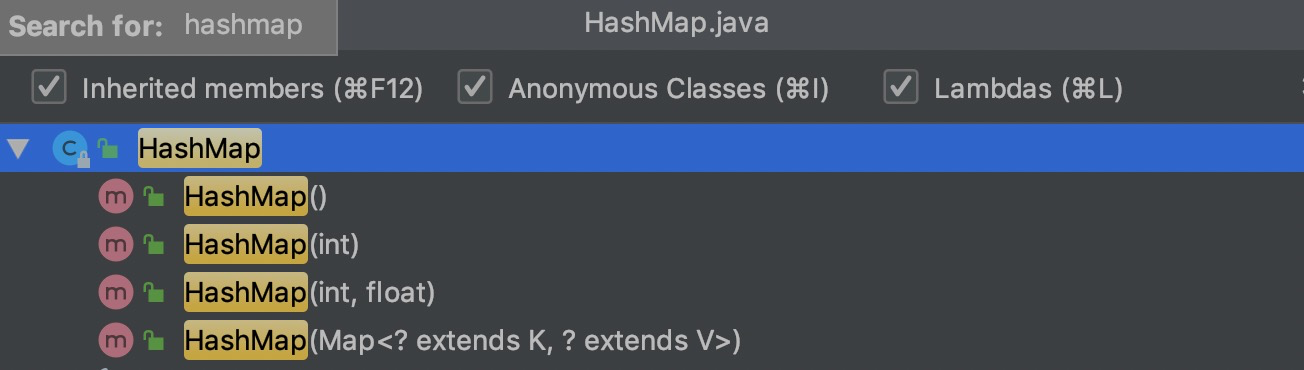 Search for: hashmap
HashMap.java
Inherited members (⌘F12) Anonymous Classes (⌘I) Lambdas (⌘L)
C HashMap
m HashMap()
m HashMap(int)
m HashMap(int, float)
m HashMap(Map<? extends K, ? extends V>)